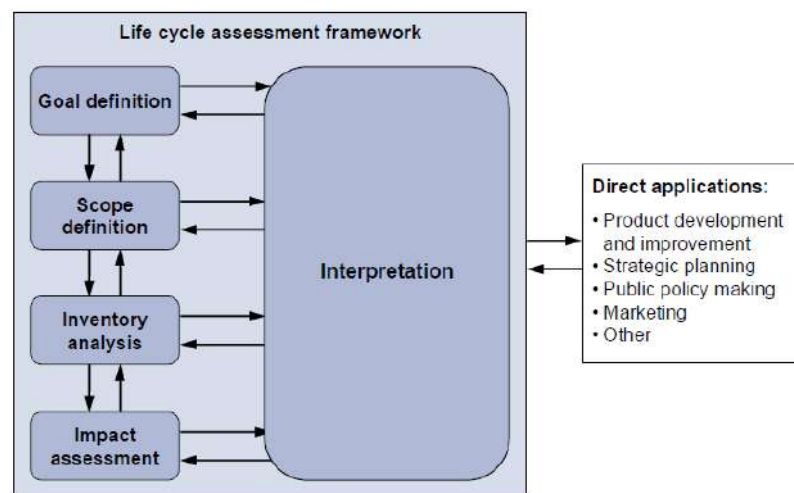 Life cycle assessment framework
Goal definition
Scope
definition
Inventory
analysis
Impact
assessment
Interpretation
Direct applications:
• Product development
and improvement
• Strategic planning
• Public policy making
• Marketing
• Other